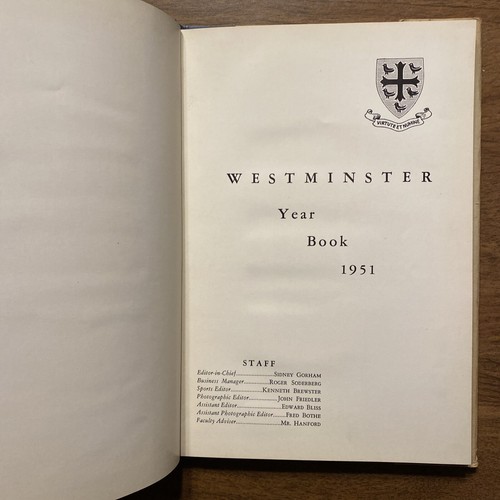 VIRTUTE ET NUMINE
WESTMINSTER
Year
Book
1951
STAFF
Editor-in-Chief....................SIDNEY GORHAM
Business Manager..............ROGER SODERBERG
Sports Editor....................KENNETH BREWSTER
Photographic Editor...............JOHN FRIEDLER
Assistant Editor........................EDWARD BLISS
Assistant Photographic Editor.......FRED BOTHE
Faculty Adviser........................MR. HANFORD